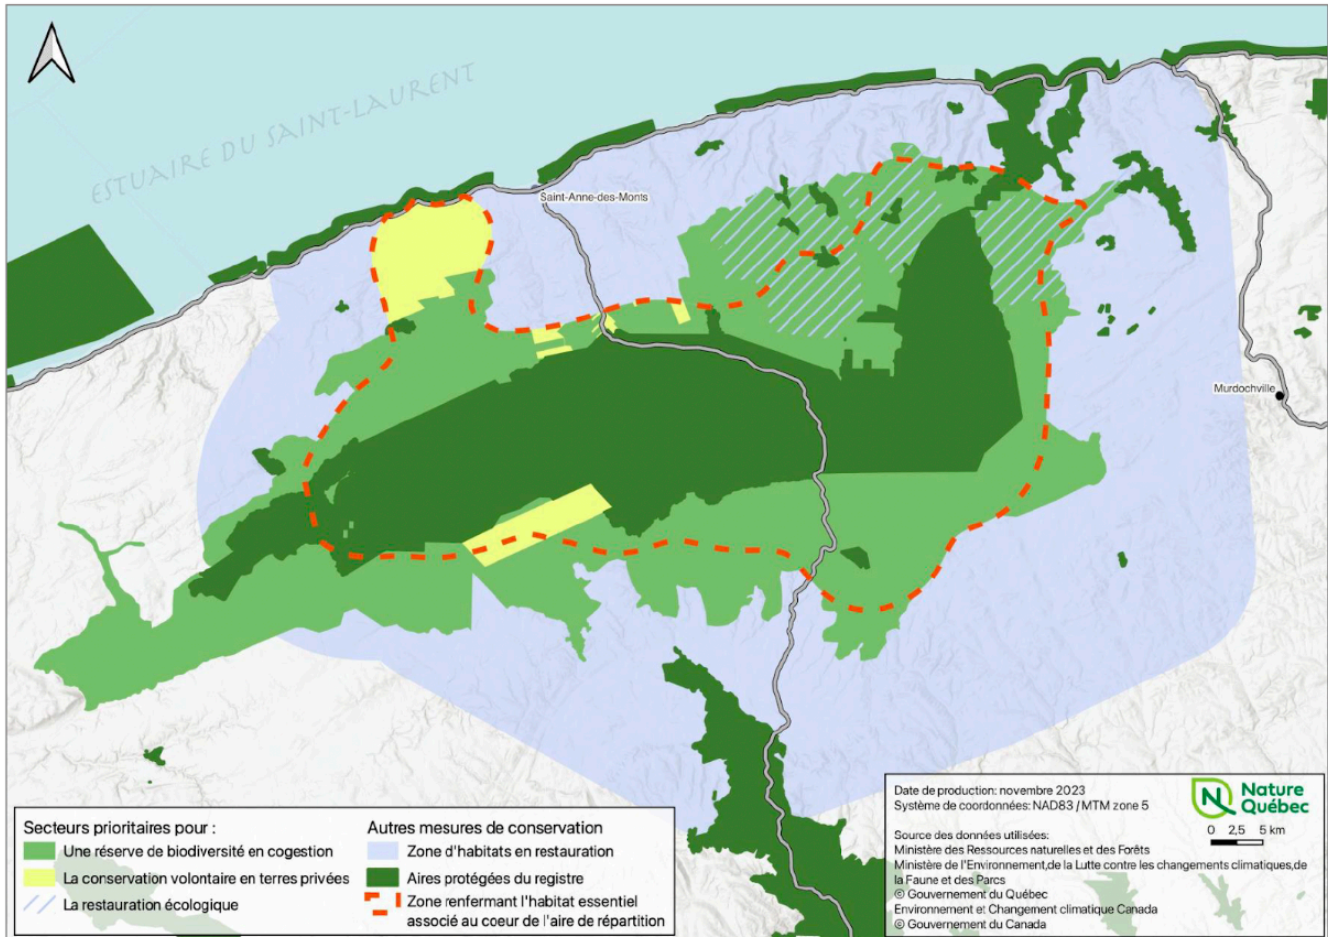 ESTUAIRE DU SAINT-LAURENT
Saint-Anne-des-Monts
Murdochville
Secteurs prioritaires pour :
Une réserve de biodiversité en cogestion
La conservation volontaire en terres privées
La restauration écologique
Autres mesures de conservation
Zone d'habitats en restauration
Aires protégées du registre
Zone renfermant l'habitat essentiel
associé au coeur de l'aire de répartition
Date de production: novembre 2023
Système de coordonnées: NAD83 / MTM zone 5
Nature
Québec
0 2,5 5 km
Source des données utilisées:
Ministère des Ressources naturelles et des Forêts
Ministère de l'Environnement,de la Lutte contre les changements climatiques,de
la Faune et des Parcs
© Gouvernement du Québec
Environnement et Changement climatique Canada
© Gouvernement du Canada